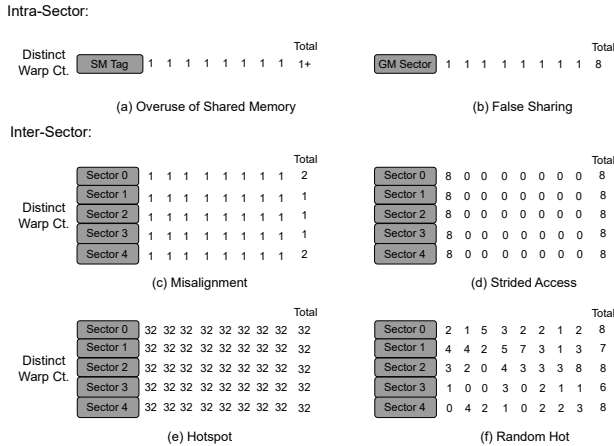 Intra-Sector:
Total Total
Distinct Warp Ct. SM Tag 1 1 1 1 1 1 1 1 1+ GM Sector 1 1 1 1 1 1 1 1 8
(a) Overuse of Shared Memory (b) False Sharing
Inter-Sector:
Total Total
Sector 0 1 1 1 1 1 1 1 1 2 Sector 0 8 0 0 0 0 0 0 0 8
Sector 1 1 1 1 1 1 1 1 1 1 Sector 1 8 0 0 0 0 0 0 0 8
Distinct Warp Ct. Sector 2 1 1 1 1 1 1 1 1 1 Sector 2 8 0 0 0 0 0 0 0 8
Sector 3 1 1 1 1 1 1 1 1 1 Sector 3 8 0 0 0 0 0 0 0 8
Sector 4 1 1 1 1 1 1 1 1 2 Sector 4 8 0 0 0 0 0 0 0 8
(c) Misalignment (d) Strided Access
Total Total
Sector 0 32 32 32 32 32 32 32 32 32 Sector 0 2 1 5 3 2 2 1 2 8
Sector 1 32 32 32 32 32 32 32 32 32 Sector 1 4 4 2 5 7 3 1 3 7
Distinct Warp Ct. Sector 2 32 32 32 32 32 32 32 32 32 Sector 2 3 2 0 4 3 3 3 8 8
Sector 3 32 32 32 32 32 32 32 32 32 Sector 3 1 0 0 3 0 2 1 1 6
Sector 4 32 32 32 32 32 32 32 32 32 Sector 4 0 4 2 1 0 2 2 3 8
(e) Hotspot (f) Random Hot